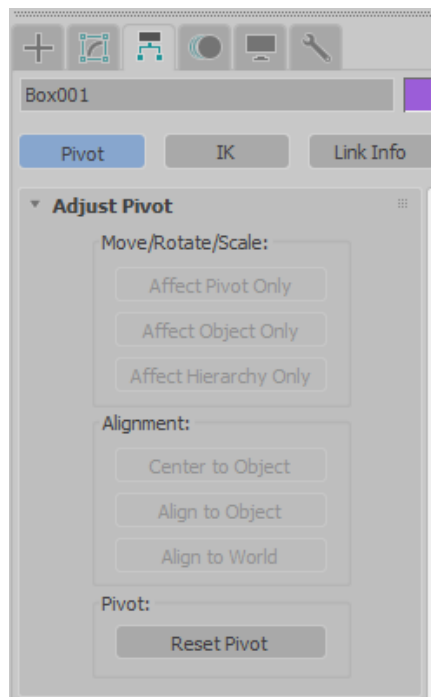 Box001
Pivot IK Link Info
Adjust Pivot
Move/Rotate/Scale:
Affect Pivot Only
Affect Object Only
Affect Hierarchy Only
Alignment:
Center to Object
Align to Object
Align to World
Pivot:
Reset Pivot